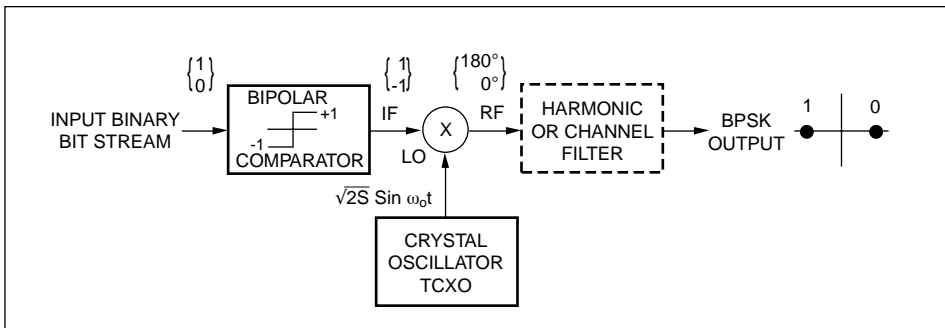 {1
0}
{1
-1}
{180°
0°}
BIPOLAR
+1
-1
COMPARATOR
INPUT BINARY
BIT STREAM
IF
X
LO
RF
HARMONIC
OR CHANNEL
FILTER
BPSK
OUTPUT
1
0
√2S Sin ωot
CRYSTAL
OSCILLATOR
TCXO